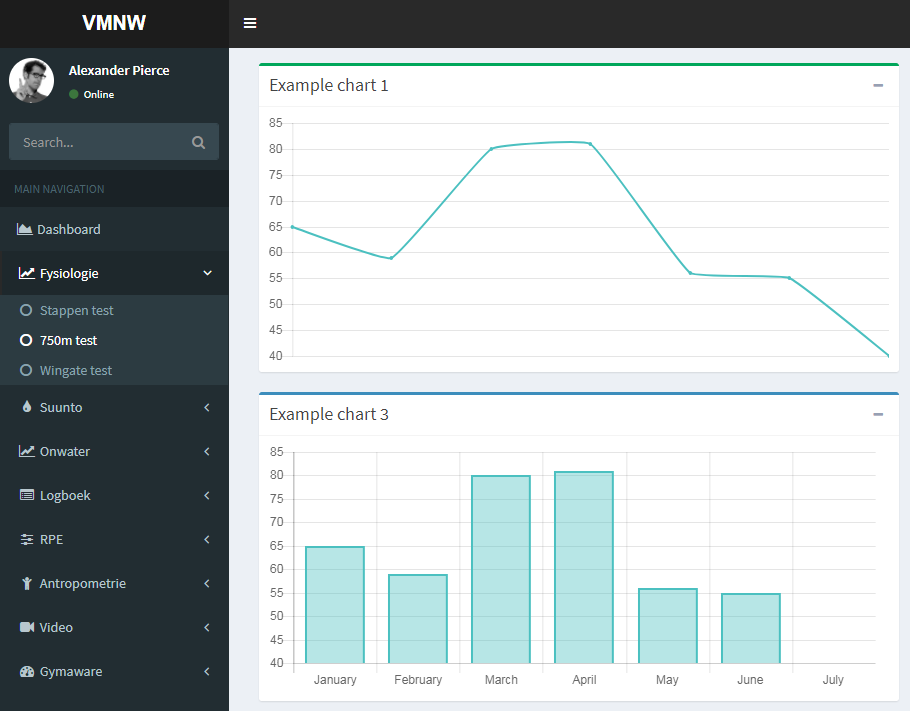 VMNW
Alexander Pierce
Online
Search...
MAIN NAVIGATION
Dashboard
Fysiologie
Stappen test
750m test
Wingate test
Suunto
Onwater
Logboek
RPE
Antropometrie
Video
Gymaware
Example chart 1
85
80
75
70
65
60
55
50
45
40
Example chart 3
85
80
75
70
65
60
55
50
45
40
January February March April May June July